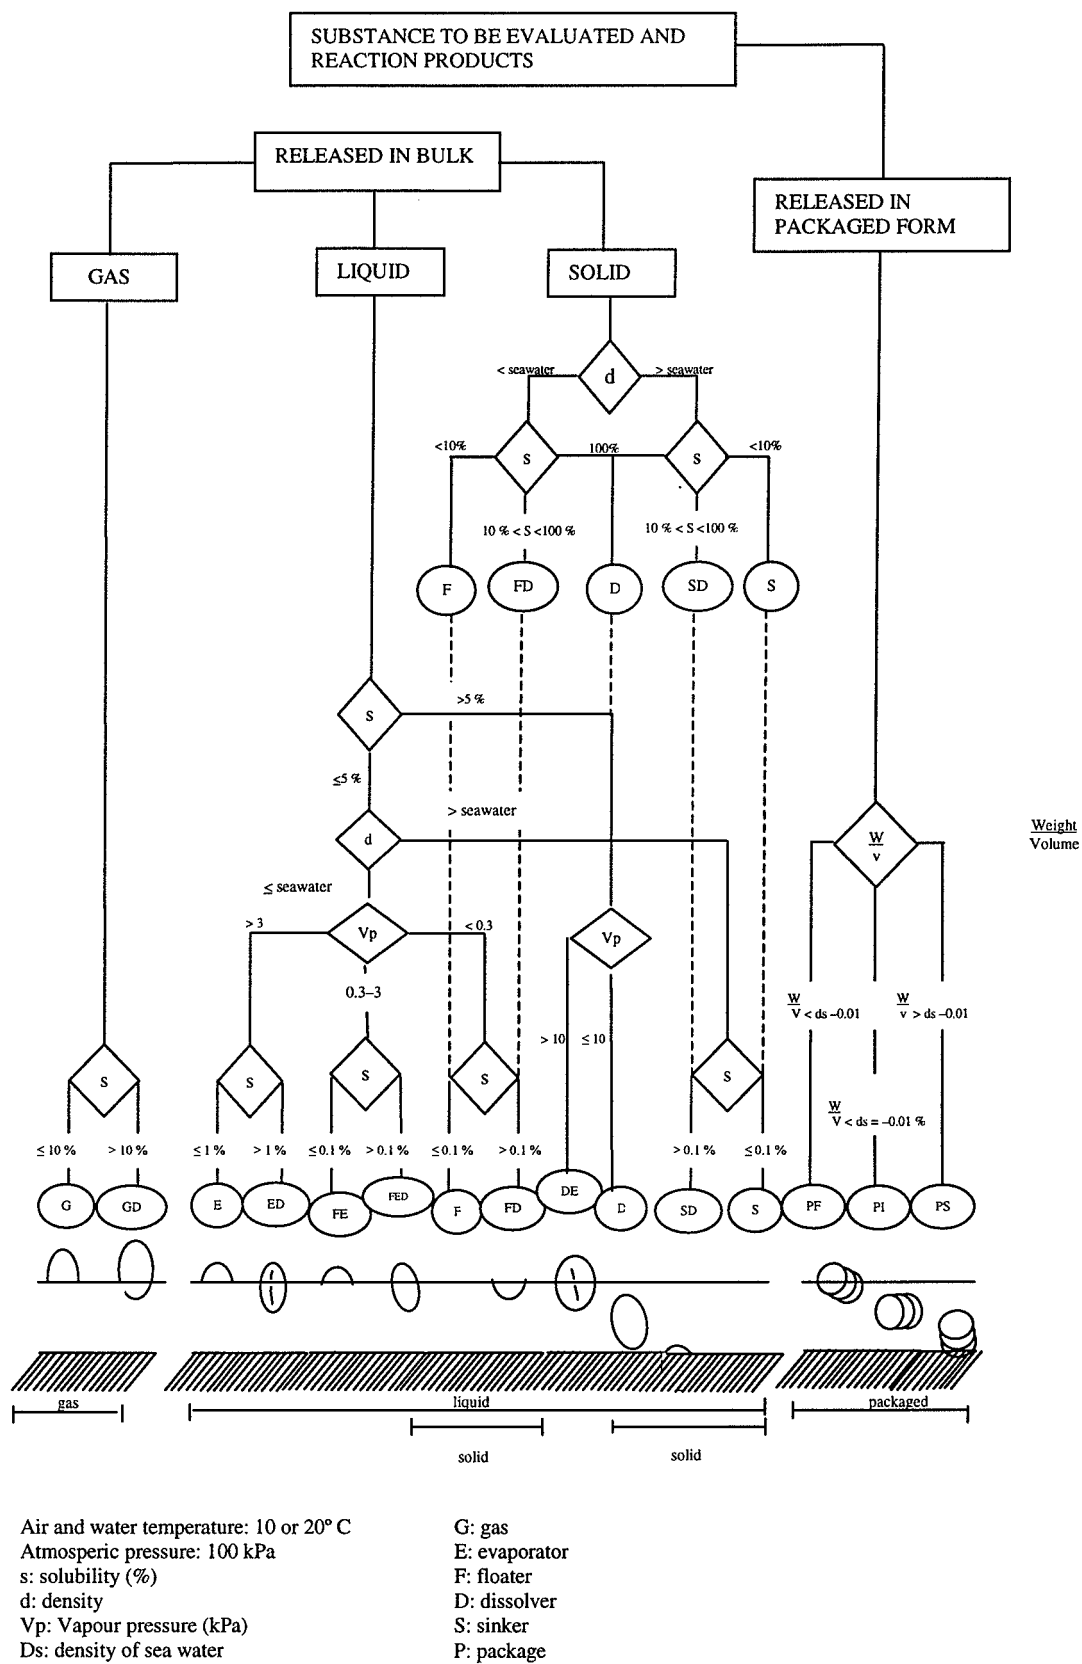 SUBSTANCE TO BE EVALUATED AND
REACTION PRODUCTS
RELEASED IN BULK
RELEASED IN
PACKAGED FORM
GAS
LIQUID
SOLID
< seawater
d
> seawater
<10%
S
100%
S
<10%
10 % < S <100 %
10 % < S <100 %
F
FD
D
SD
S
S
>5 %
≤5 %
> seawater
d
W
v
Weight
Volume
≤ seawater
> 3
Vp
< 0.3
Vp
0.3–3
W
V < ds –0.01
W
v > ds –0.01
> 10
≤ 10
S
S
S
S
S
W
V < ds = –0.01 %
≤ 10 %
> 10 %
≤ 1 %
> 1 %
≤ 0.1 %
> 0.1 %
≤ 0.1 %
> 0.1 %
> 0.1 %
≤ 0.1 %
G
GD
E
ED
FE
FED
F
FD
DE
D
SD
S
PF
PI
PS
gas
liquid
packaged
solid
solid
Air and water temperature: 10 or 20º C
Atmosperic pressure: 100 kPa
s: solubility (%)
d: density
Vp: Vapour pressure (kPa)
Ds: density of sea water
G: gas
E: evaporator
F: floater
D: dissolver
S: sinker
P: package